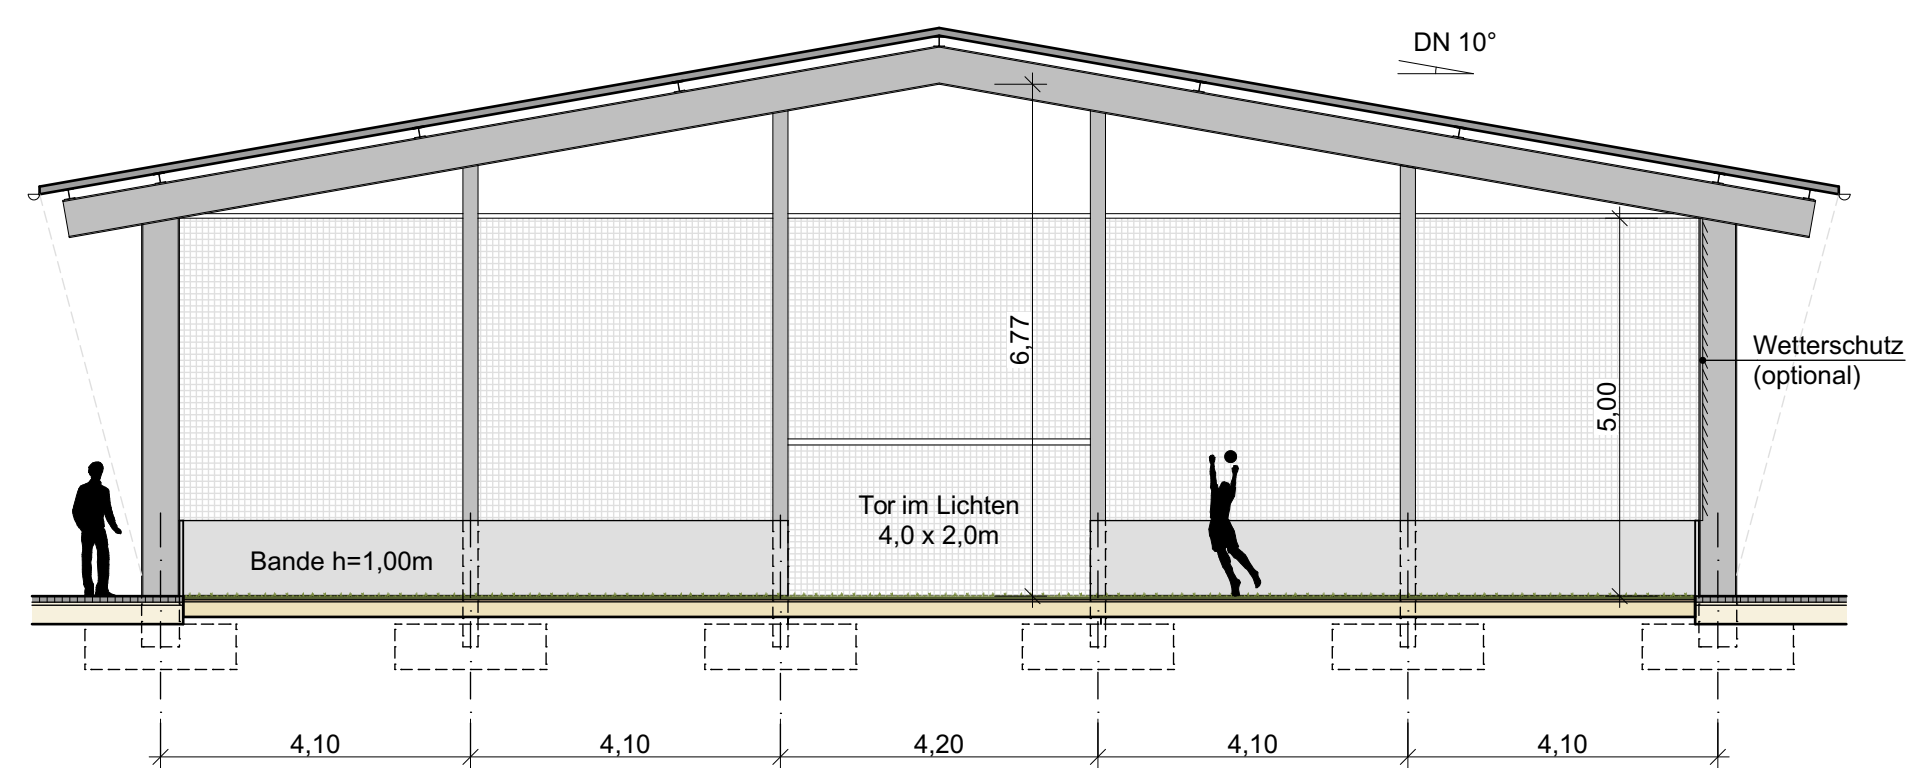 DN 10°
6,77
Wetterschutz
(optional)
5,00
Tor im Lichten
4,0 x 2,0m
Bande h=1,00m
4,10
4,10
4,20
4,10
4,10